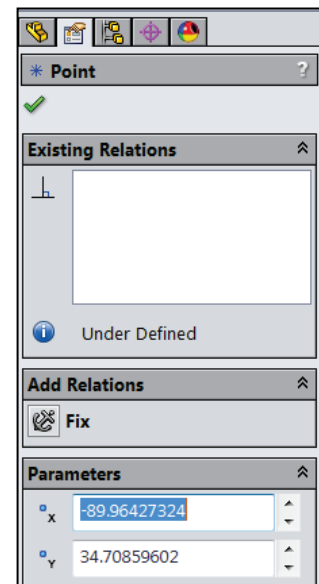 Point ?
Existing Relations
Under Defined
Add Relations
Fix
Parameters
X -89.96427324
Y 34.70859602